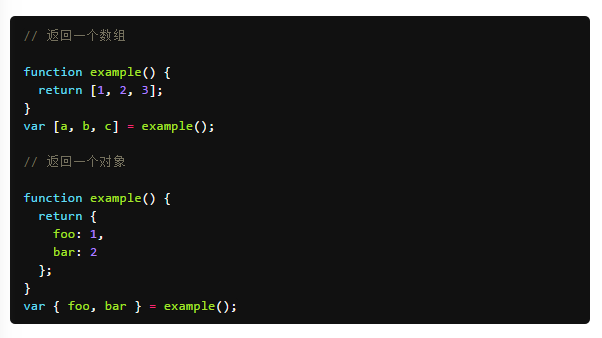 // 返回一个数组
function example() {
  return [1, 2, 3];
}
var [a, b, c] = example();
// 返回一个对象
function example() {
  return {
    foo: 1,
    bar: 2
  };
}
var { foo, bar } = example();